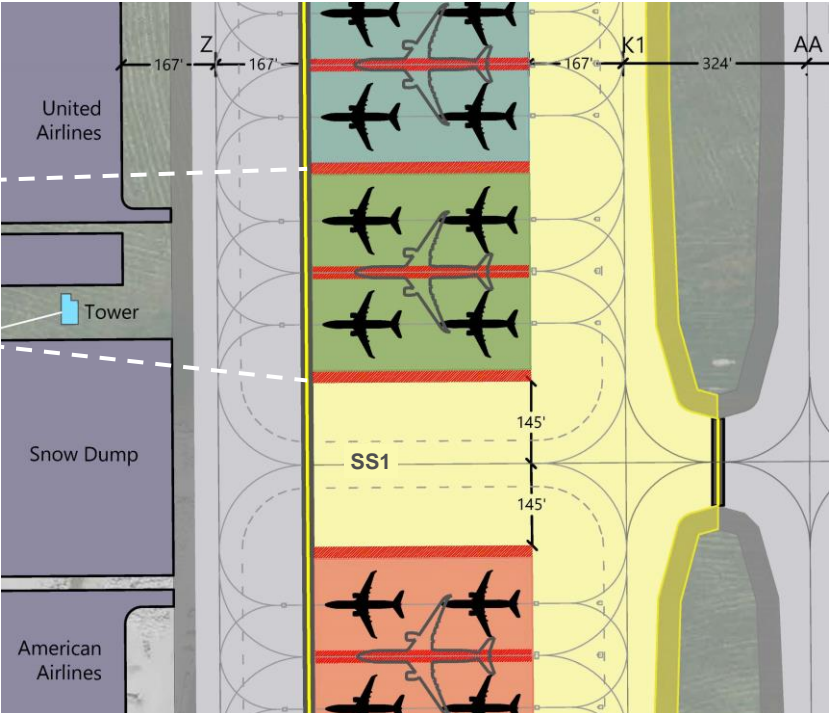 Z
K1
AA
167'
167'
167'
324'
United
Airlines
Tower
145'
Snow Dump
SS1
145'
American
Airlines